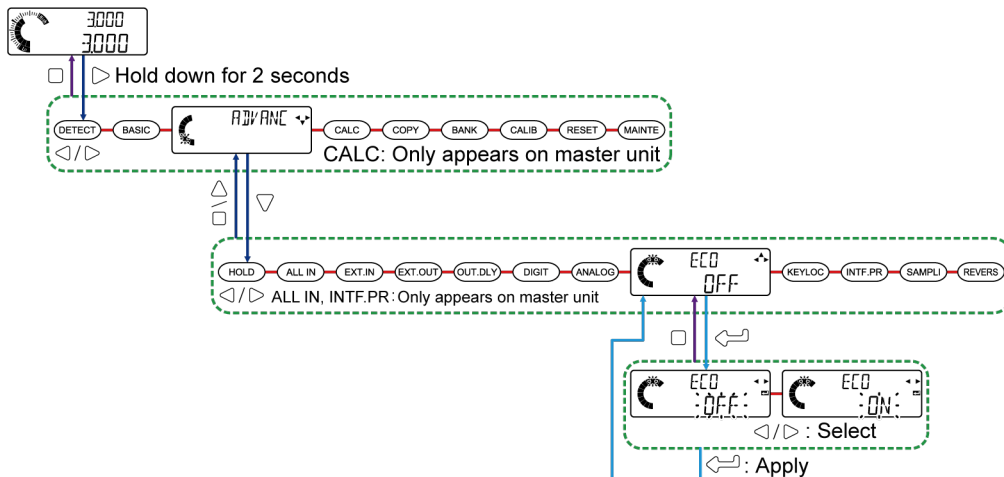 3.000
-3.000
Hold down for 2 seconds
DETECT BASIC ADVANC CALC COPY BANK CALIB RESET MAINTE
CALC: Only appears on master unit
HOLD ALL IN EXT.IN EXT.OUT OUT.DLY DIGIT ANALOG ECO OFF KEYLOC INTF.PR SAMPLI REVERS
ALL IN, INTF.PR: Only appears on master unit
ECO ECO
OFF ON
: Select
: Apply